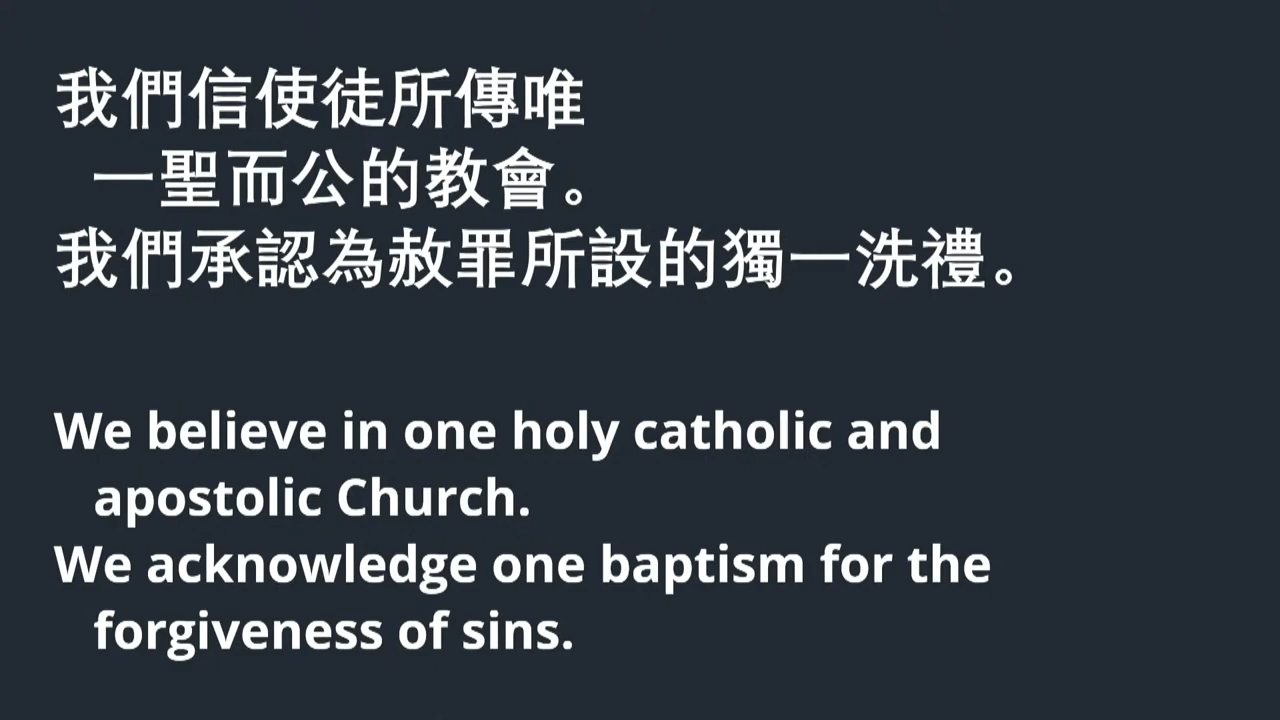 我們信使徒所傳唯
一聖而公的教會。
我們承認為赦罪所設的獨一洗禮。
We believe in one holy catholic and
apostolic Church.
We acknowledge one baptism for the
forgiveness of sins.